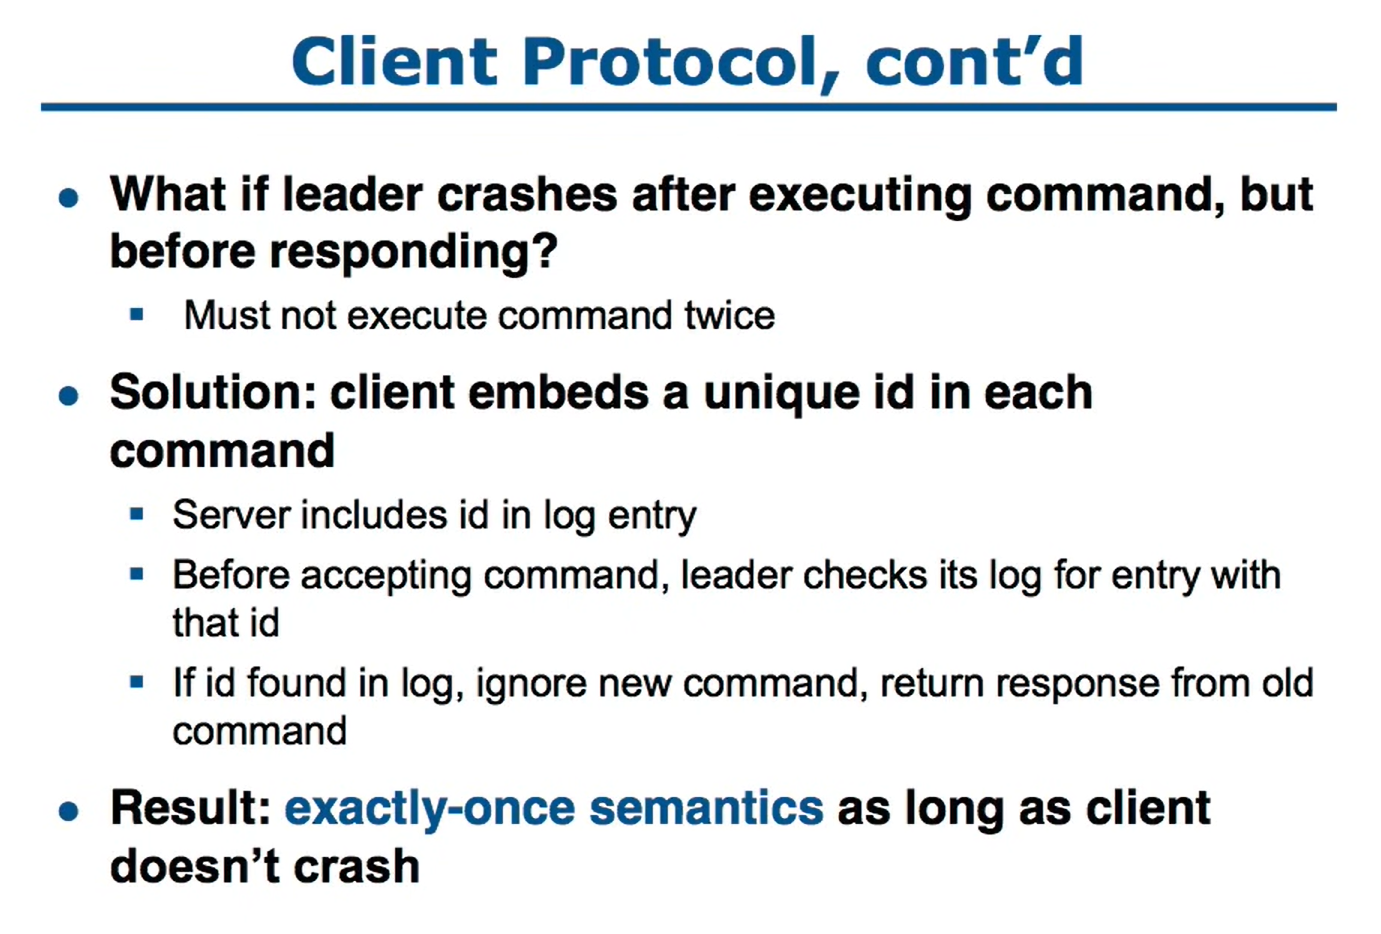 Client Protocol, cont’d
● What if leader crashes after executing command, but
before responding?
▪ Must not execute command twice
● Solution: client embeds a unique id in each
command
▪ Server includes id in log entry
▪ Before accepting command, leader checks its log for entry with
that id
▪ If id found in log, ignore new command, return response from old
command
● Result: exactly-once semantics as long as client
doesn’t crash